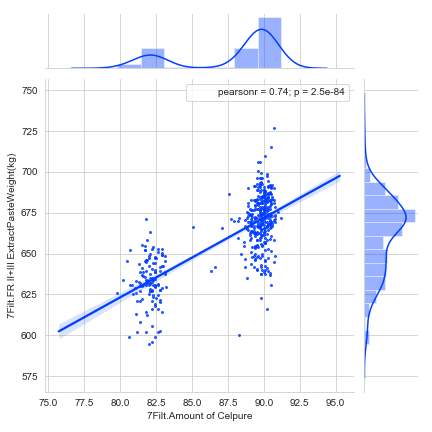 pearsonr = 0.74; p = 2.5e-84
750
725
700
675
650
625
600
575
7Filt.FR I+III ExtractPasteWeight(kg)
75.0 77.5 80.0 82.5 85.0 87.5 90.0 92.5 95.0
7Filt.Amount of Celpure